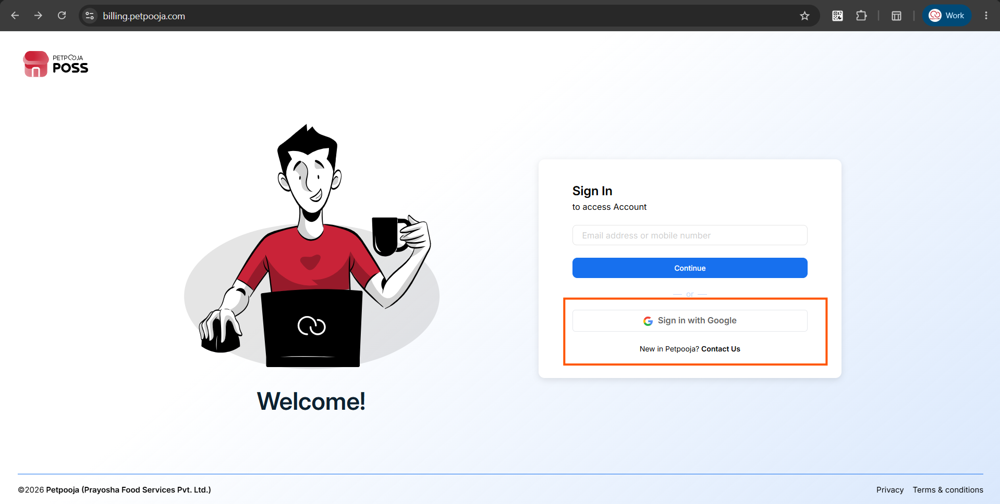 billing.petpooja.com
Work
PETPOOJA
POSS
Sign In
to access Account
Email address or mobile number
Continue
or
Sign in with Google
New in Petpooja? Contact Us
Welcome!
©2026 Petpooja (Prayosha Food Services Pvt. Ltd.)
Privacy
Terms & conditions